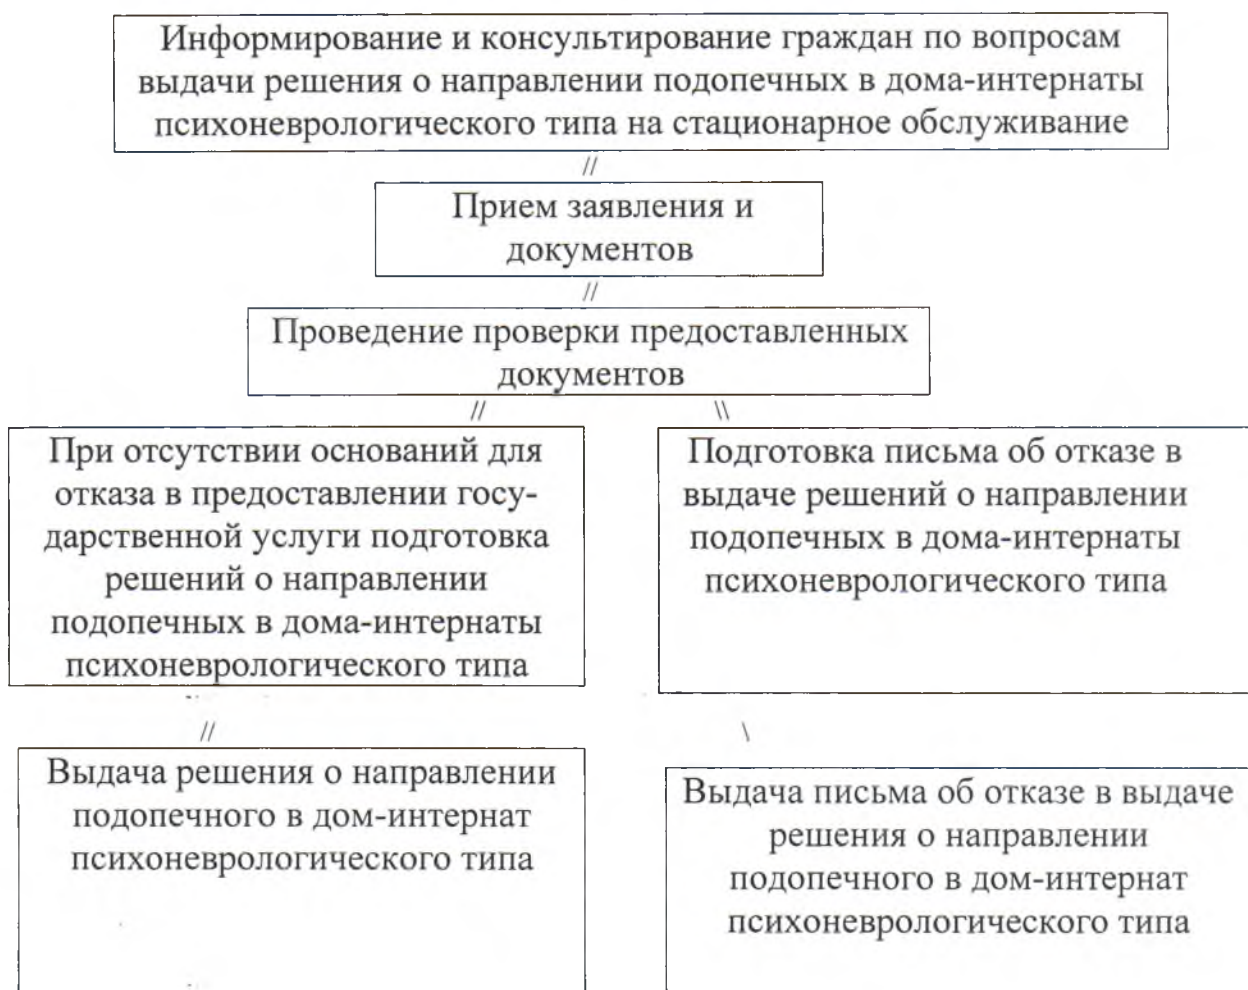 Информирование и консультирование граждан по вопросам
выдачи решения о направлении подопечных в дома-интернаты
психоневрологического типа на стационарное обслуживание
//
Прием заявления и
документов
//
Проведение проверки предоставленных
документов
// \\
При отсутствии оснований для
отказа в предоставлении госу-
дарственной услуги подготовка
решений о направлении
подопечных в дома-интернаты
психоневрологического типа
Подготовка письма об отказе в
выдаче решений о направлении
подопечных в дома-интернаты
психоневрологического типа
// \
Выдача решения о направлении
подопечного в дом-интернат
психоневрологического типа
Выдача письма об отказе в выдаче
решения о направлении
подопечного в дом-интернат
психоневрологического типа